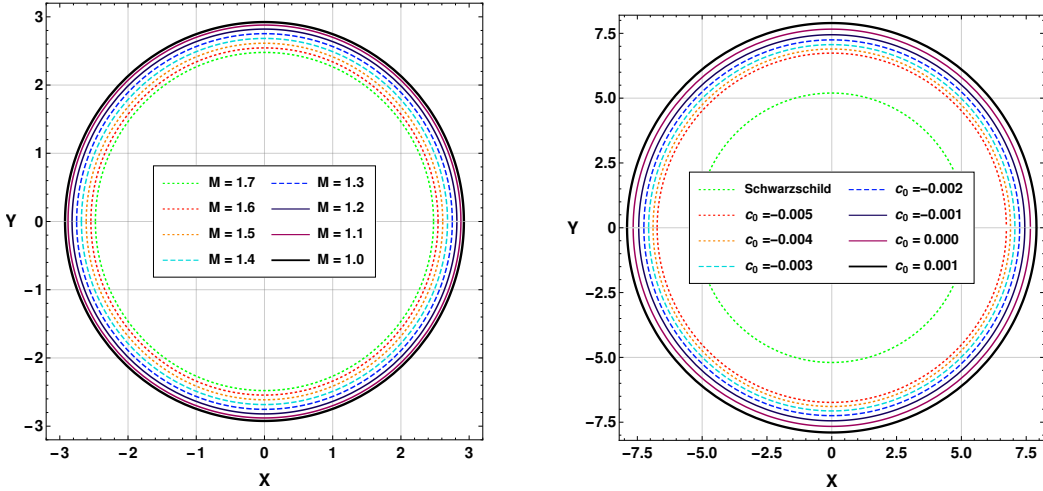 3
2
1
0
−1
−2
−3
Y
M = 1.7 M = 1.3
M = 1.6 M = 1.2
M = 1.5 M = 1.1
M = 1.4 M = 1.0
−3 −2 −1 0 1 2 3
X
7.5
5.0
2.5
0.0
−2.5
−5.0
−7.5
Y
Schwarzschild c₀ =-0.002
c₀ =-0.005 c₀ =-0.001
c₀ =-0.004 c₀ = 0.000
c₀ =-0.003 c₀ = 0.001
−7.5 −5.0 −2.5 0.0 2.5 5.0 7.5
X